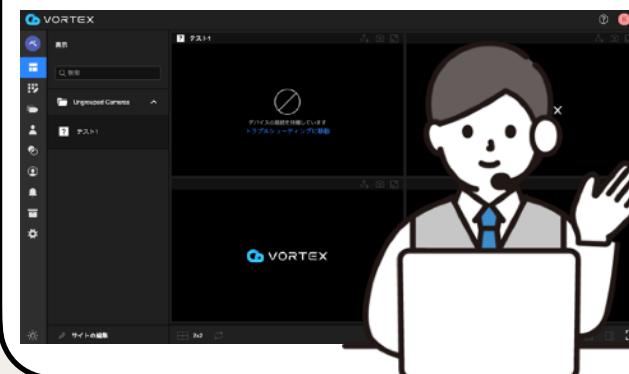 VORTEX
表示
テスト1
検索
Ungrouped Cameras
テスト1
デバイスの接続を待機しています
トラブルシューティングに移動
VORTEX
サイトの編集
2x2